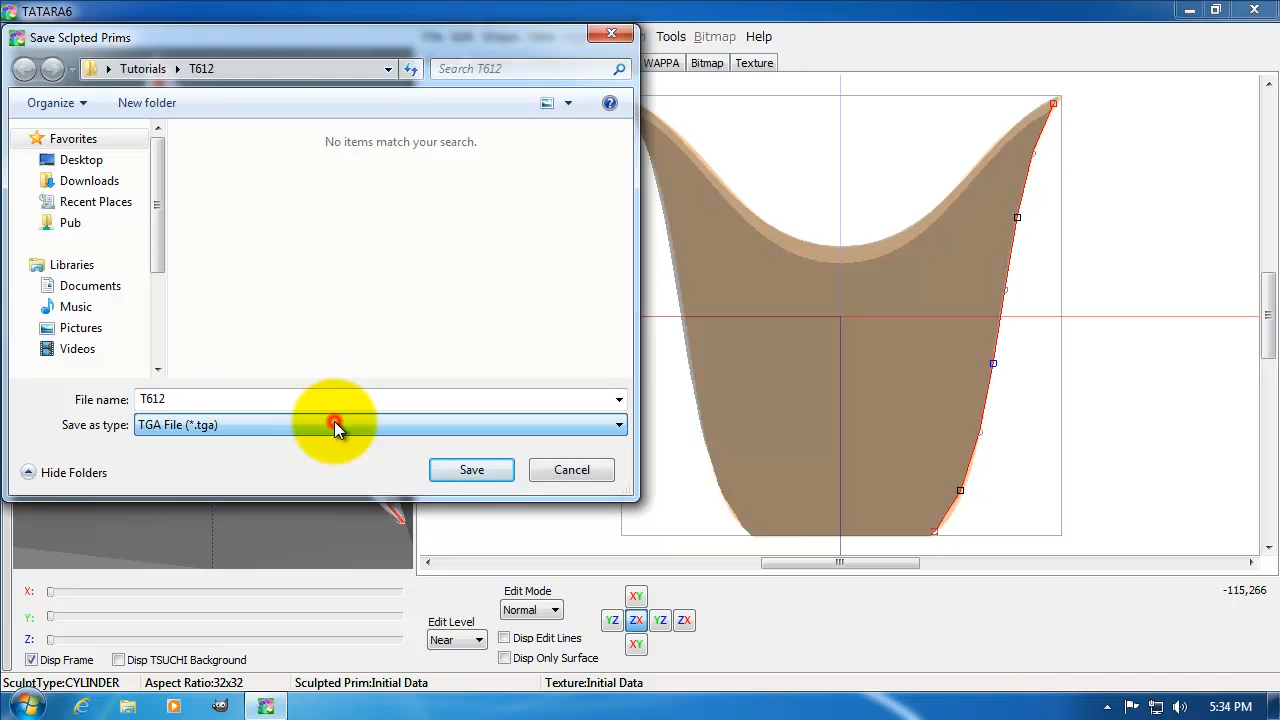 TATARA6
Save Sclpted Prims
Tutorials
T612
Search T612
Organize
New folder
Favorites
Desktop
Downloads
Recent Places
Pub
Libraries
Documents
Music
Pictures
Videos
No items match your search.
File name:
T612
Save as type:
TGA File (*.tga)
Hide Folders
Save
Cancel
Tools
Bitmap
Help
WAPPA
Bitmap
Texture
X:
Y:
Z:
Disp Frame
Disp TSUCHI Background
Edit Level
Near
Edit Mode
Normal
Disp Edit Lines
Disp Only Surface
XY
YZ
ZX
YZ
ZX
XY
-115,266
SculptType:CYLINDER
Aspect Ratio:32x32
Sculpted Prim:Initial Data
Texture:Initial Data
5:34 PM